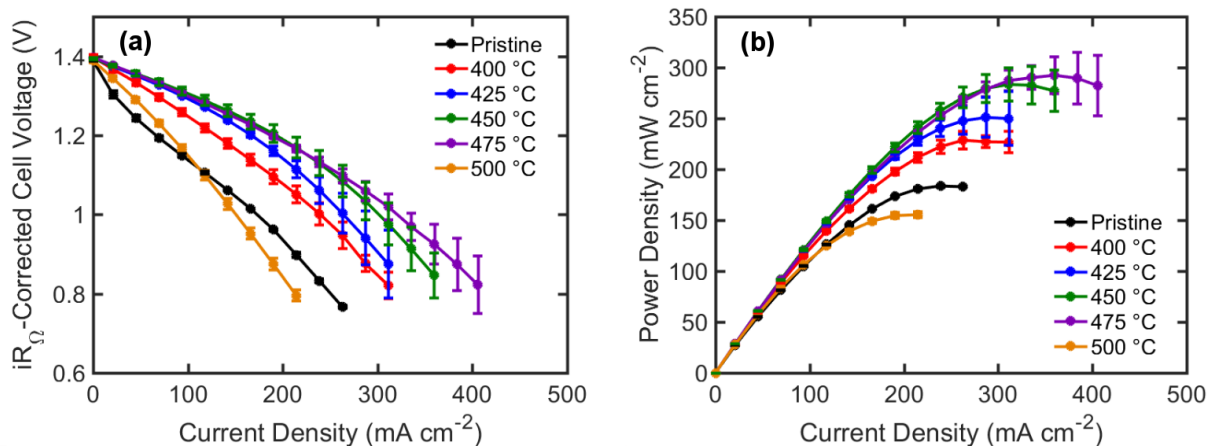 (a)
iR_Ω-Corrected Cell Voltage (V)
1.4
1.2
1
0.8
0.6
0
100
200
300
400
500
Current Density (mA cm⁻²)
Pristine
400 °C
425 °C
450 °C
475 °C
500 °C
(b)
Power Density (mW cm⁻²)
350
300
250
200
150
100
50
0
0
100
200
300
400
500
Current Density (mA cm⁻²)
Pristine
400 °C
425 °C
450 °C
475 °C
500 °C